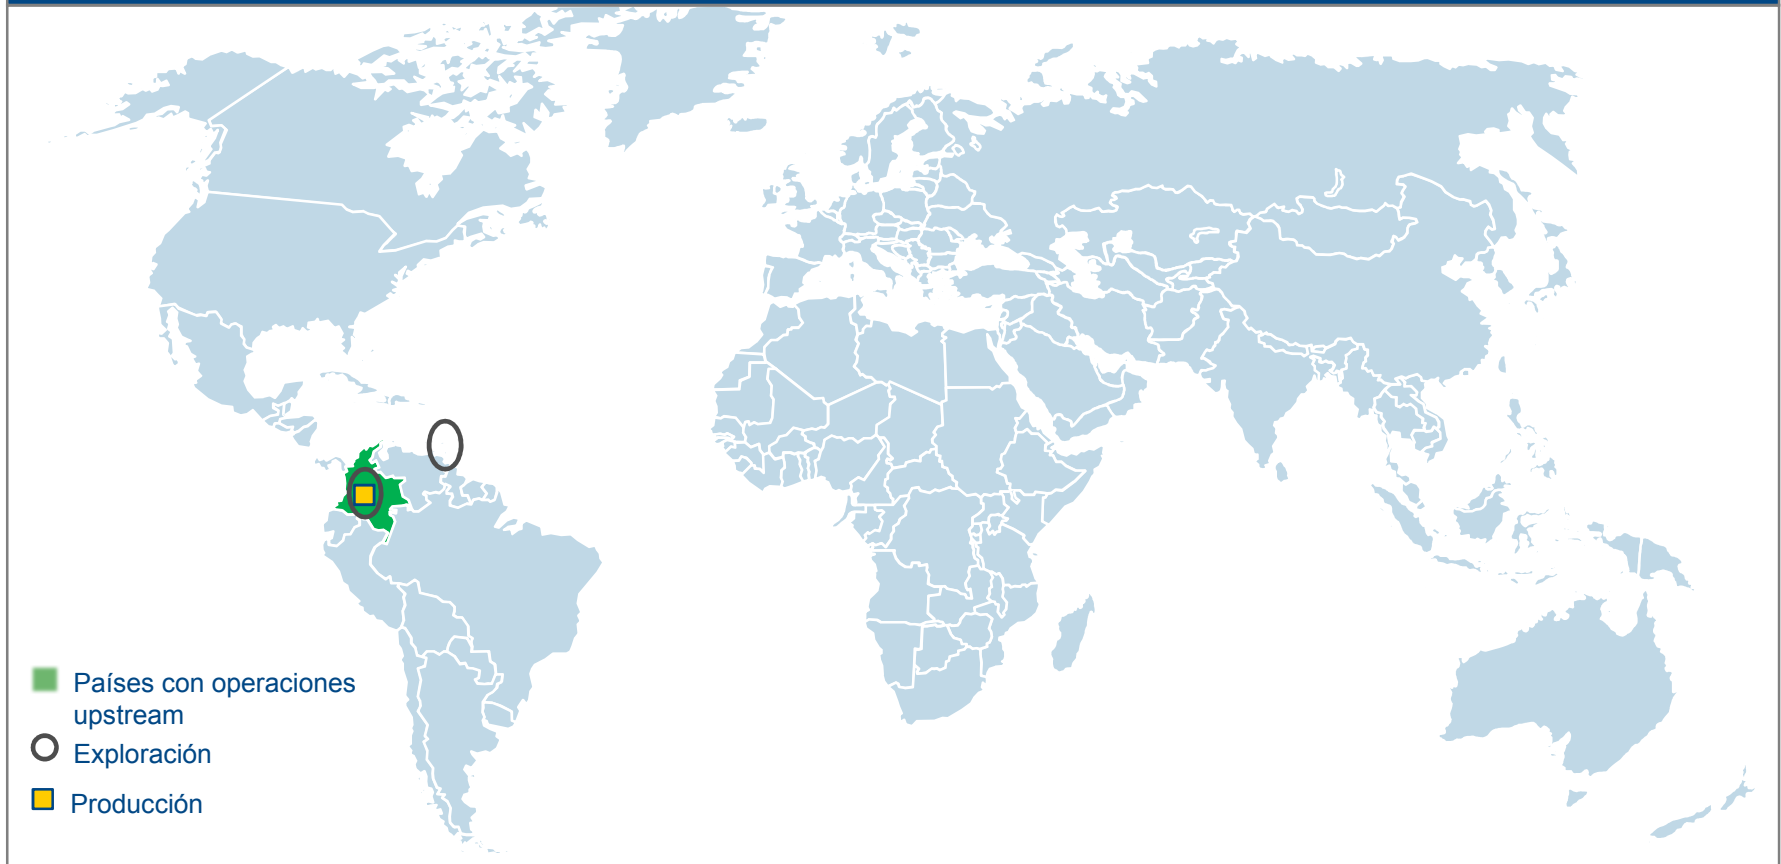 Países con operaciones
upstream
Exploración
Producción